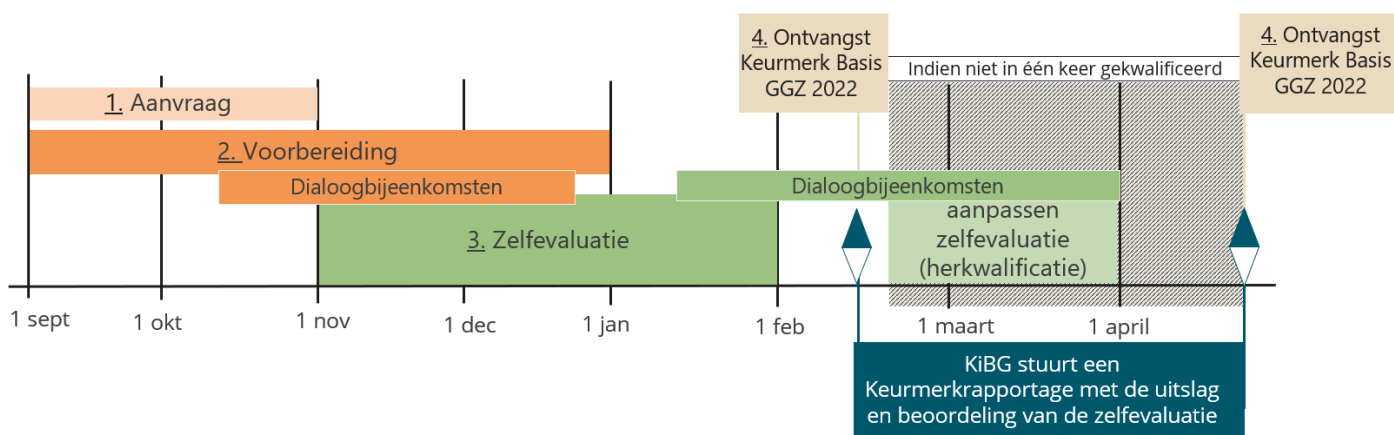 4. Ontvangst
Keurmerk Basis
GGZ 2022
Indien niet in één keer gekwalificeerd
4. Ontvangst
Keurmerk Basis
GGZ 2022
1. Aanvraag
2. Voorbereiding
Dialoogbijeenkomsten
Dialoogbijeenkomsten
3. Zelfevaluatie
aanpassen
zelfevaluatie
(herkwalificatie)
1 sept
1 okt
1 nov
1 dec
1 jan
1 feb
1 maart
1 april
KiBG stuurt een
Keurmerkrapportage met de uitslag
en beoordeling van de zelfevaluatie